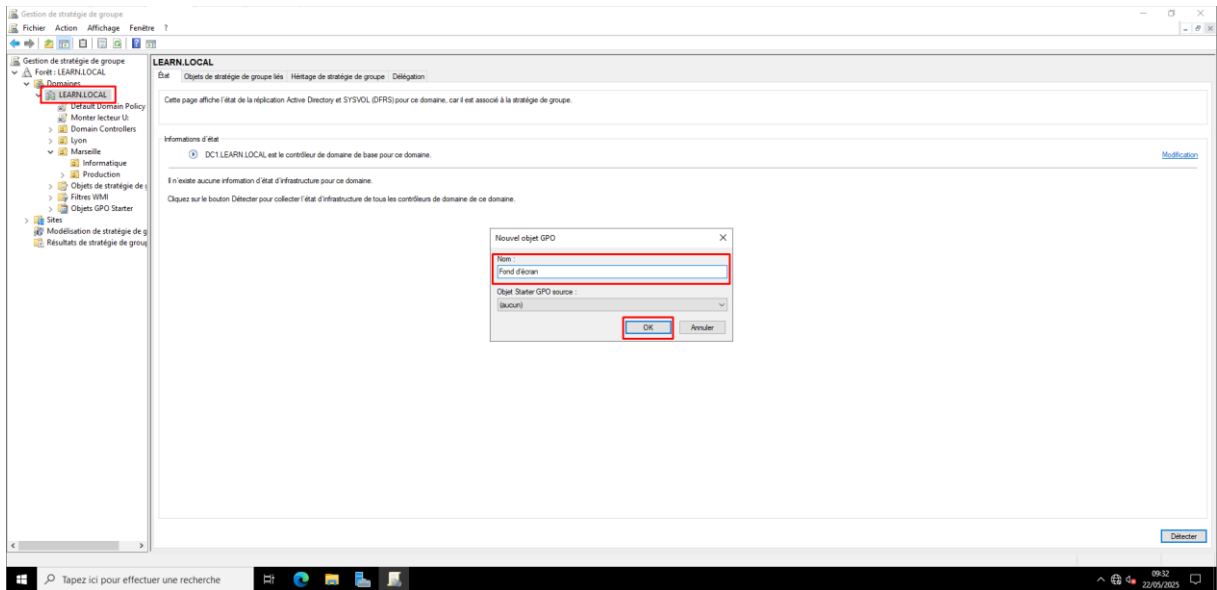 Gestion de stratégie de groupe
Fichier Action Affichage Fenêtre ?
Gestion de stratégie de groupe
Forêt : LEARN.LOCAL
Domaines
LEARN.LOCAL
Default Domain Policy
Monter lecteur U:
Domain Controllers
Lyon
Marseille
Informatique
Production
Objets de stratégie de g
Filtres WMI
Objets GPO Starter
Sites
Modélisation de stratégie de g
Résultats de stratégie de group
LEARN.LOCAL
État Objets de stratégie de groupe liés Héritage de stratégie de groupe Délégation
Cette page affiche l'état de la réplication Active Directory et SYSVOL (DFRS) pour ce domaine, car il est associé à la stratégie de groupe.
Informations d'état
DC1.LEARN.LOCAL est le contrôleur de domaine de base pour ce domaine.
Modification
Il n'existe aucune information d'état d'infrastructure pour ce domaine.
Cliquez sur le bouton Détecter pour collecter l'état d'infrastructure de tous les contrôleurs de domaine de ce domaine.
Nouvel objet GPO
Nom :
Fond d'écran
Objet Starter GPO source :
(aucun)
OK Annuler
Détecter
Tapez ici pour effectuer une recherche
09:32
22/05/2025